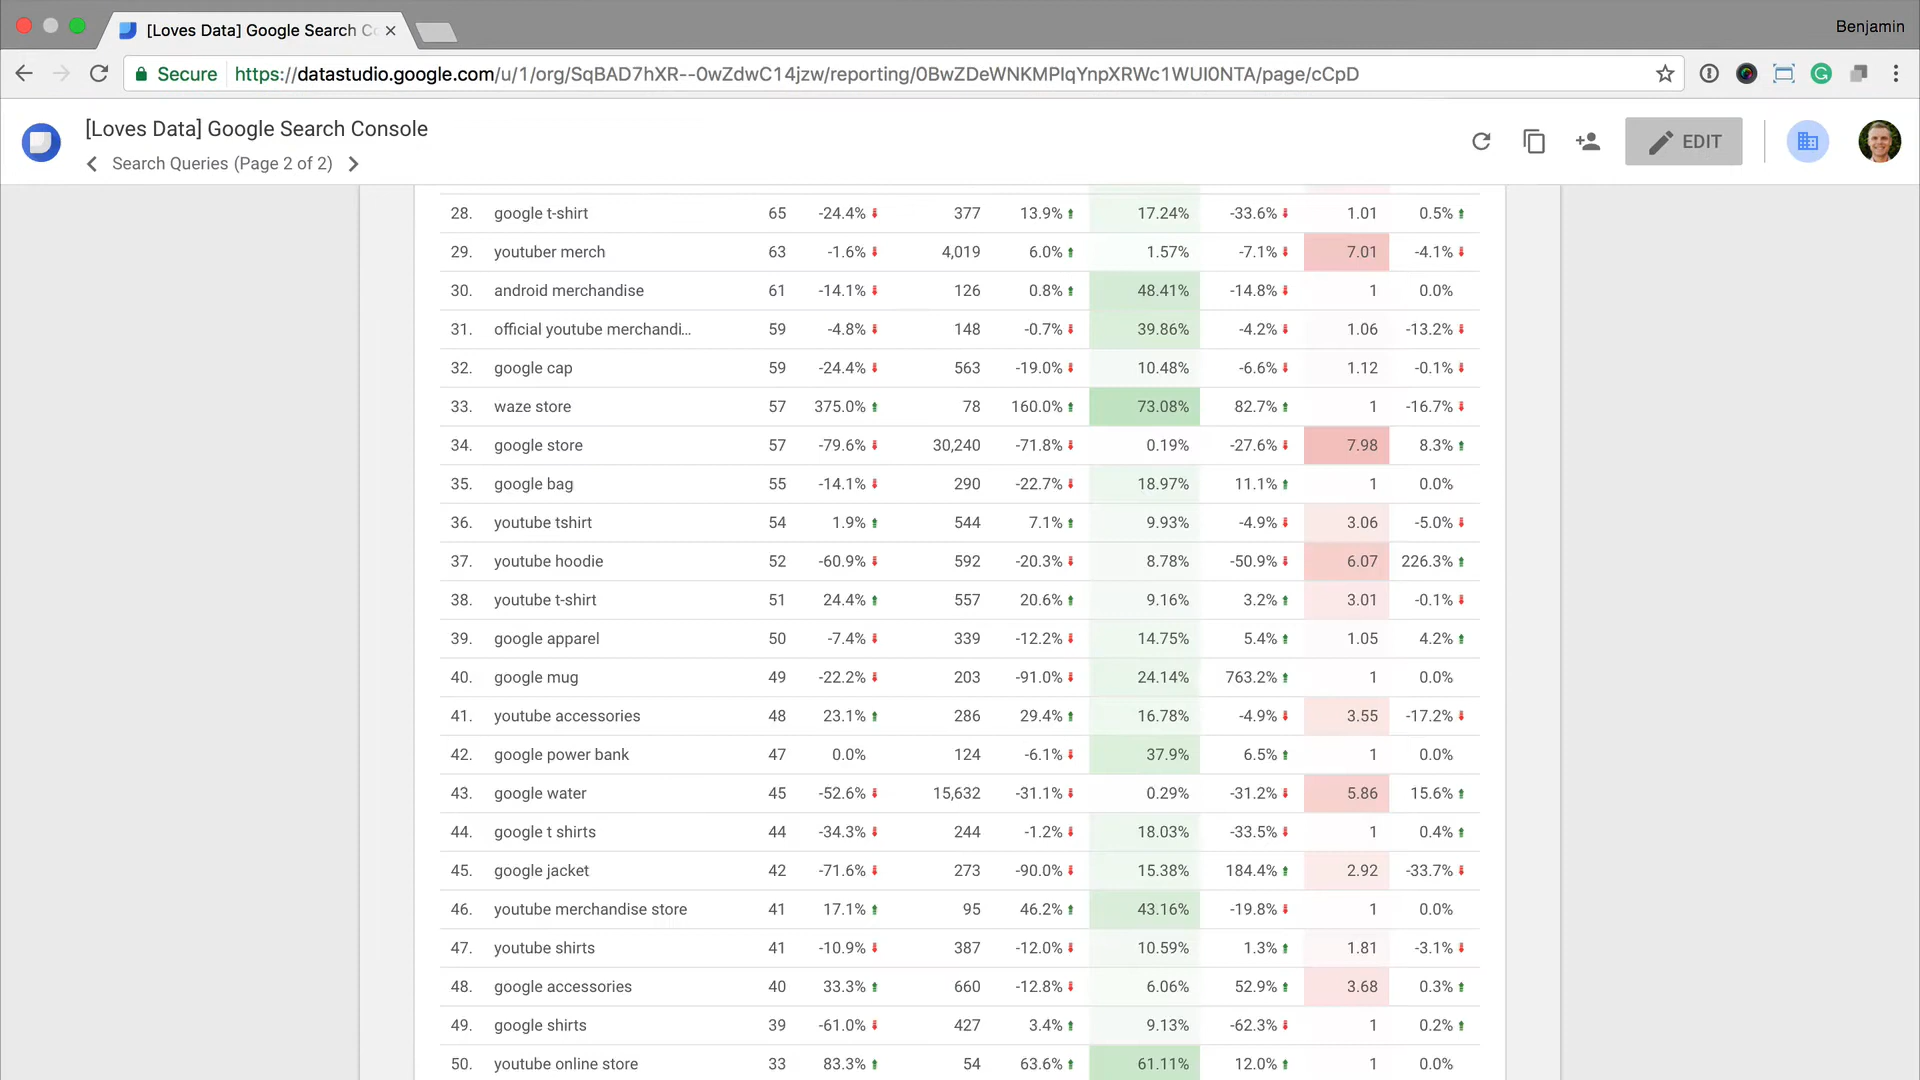 [Loves Data] Google Search Co
Benjamin
Secure https://datastudio.google.com/u/1/org/SqBAD7hXR--0wZdwC14jzw/reporting/0BwZDeWNKMPIqYnpXRWc1WUI0NTA/page/cCpD
[Loves Data] Google Search Console
Search Queries (Page 2 of 2)
EDIT
28. google t-shirt 65 -24.4% 377 13.9% 17.24% -33.6% 1.01 0.5%
29. youtuber merch 63 -1.6% 4,019 6.0% 1.57% -7.1% 7.01 -4.1%
30. android merchandise 61 -14.1% 126 0.8% 48.41% -14.8% 1 0.0%
31. official youtube merchandi... 59 -4.8% 148 -0.7% 39.86% -4.2% 1.06 -13.2%
32. google cap 59 -24.4% 563 -19.0% 10.48% -6.6% 1.12 -0.1%
33. waze store 57 375.0% 78 160.0% 73.08% 82.7% 1 -16.7%
34. google store 57 -79.6% 30,240 -71.8% 0.19% -27.6% 7.98 8.3%
35. google bag 55 -14.1% 290 -22.7% 18.97% 11.1% 1 0.0%
36. youtube tshirt 54 1.9% 544 7.1% 9.93% -4.9% 3.06 -5.0%
37. youtube hoodie 52 -60.9% 592 -20.3% 8.78% -50.9% 6.07 226.3%
38. youtube t-shirt 51 24.4% 557 20.6% 9.16% 3.2% 3.01 -0.1%
39. google apparel 50 -7.4% 339 -12.2% 14.75% 5.4% 1.05 4.2%
40. google mug 49 -22.2% 203 -91.0% 24.14% 763.2% 1 0.0%
41. youtube accessories 48 23.1% 286 29.4% 16.78% -4.9% 3.55 -17.2%
42. google power bank 47 0.0% 124 -6.1% 37.9% 6.5% 1 0.0%
43. google water 45 -52.6% 15,632 -31.1% 0.29% -31.2% 5.86 15.6%
44. google t shirts 44 -34.3% 244 -1.2% 18.03% -33.5% 1 0.4%
45. google jacket 42 -71.6% 273 -90.0% 15.38% 184.4% 2.92 -33.7%
46. youtube merchandise store 41 17.1% 95 46.2% 43.16% -19.8% 1 0.0%
47. youtube shirts 41 -10.9% 387 -12.0% 10.59% 1.3% 1.81 -3.1%
48. google accessories 40 33.3% 660 -12.8% 6.06% 52.9% 3.68 0.3%
49. google shirts 39 -61.0% 427 3.4% 9.13% -62.3% 1 0.2%
50. youtube online store 33 83.3% 54 63.6% 61.11% 12.0% 1 0.0%